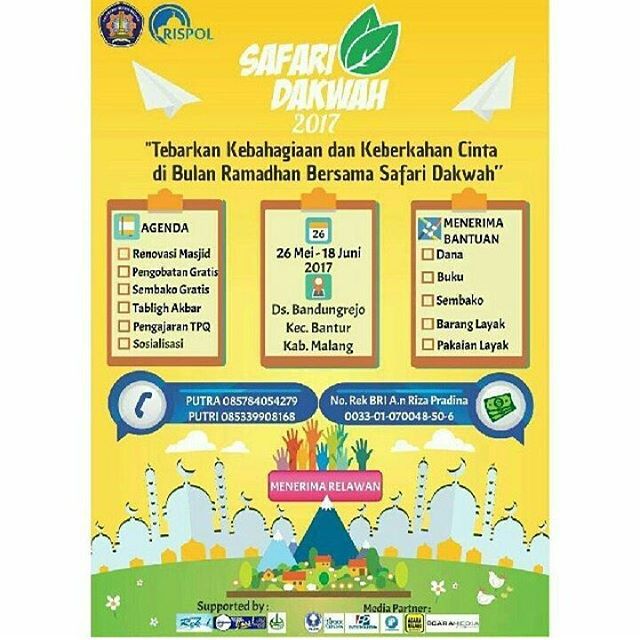 RISPOL
SAFARI
DAKWAH
2017
"Tebarkan Kebahagiaan dan Keberkahan Cinta
di Bulan Ramadhan Bersama Safari Dakwah"
AGENDA
Renovasi Masjid
Pengobatan Gratis
Sembako Gratis
Tabligh Akbar
Pengajaran TPQ
Sosialisasi
26
26 Mei - 18 Juni
2017
Ds. Bandungrejo
Kec. Bantur
Kab. Malang
MENERIMA
BANTUAN
Dana
Buku
Sembako
Barang Layak
Pakaian Layak
PUTRA 085784054279
PUTRI 085339908168
No. Rek BRI A.n Riza Pradina
0033-01-070048-50-6
MENERIMA RELAWAN
Supported by :
Media Partner :